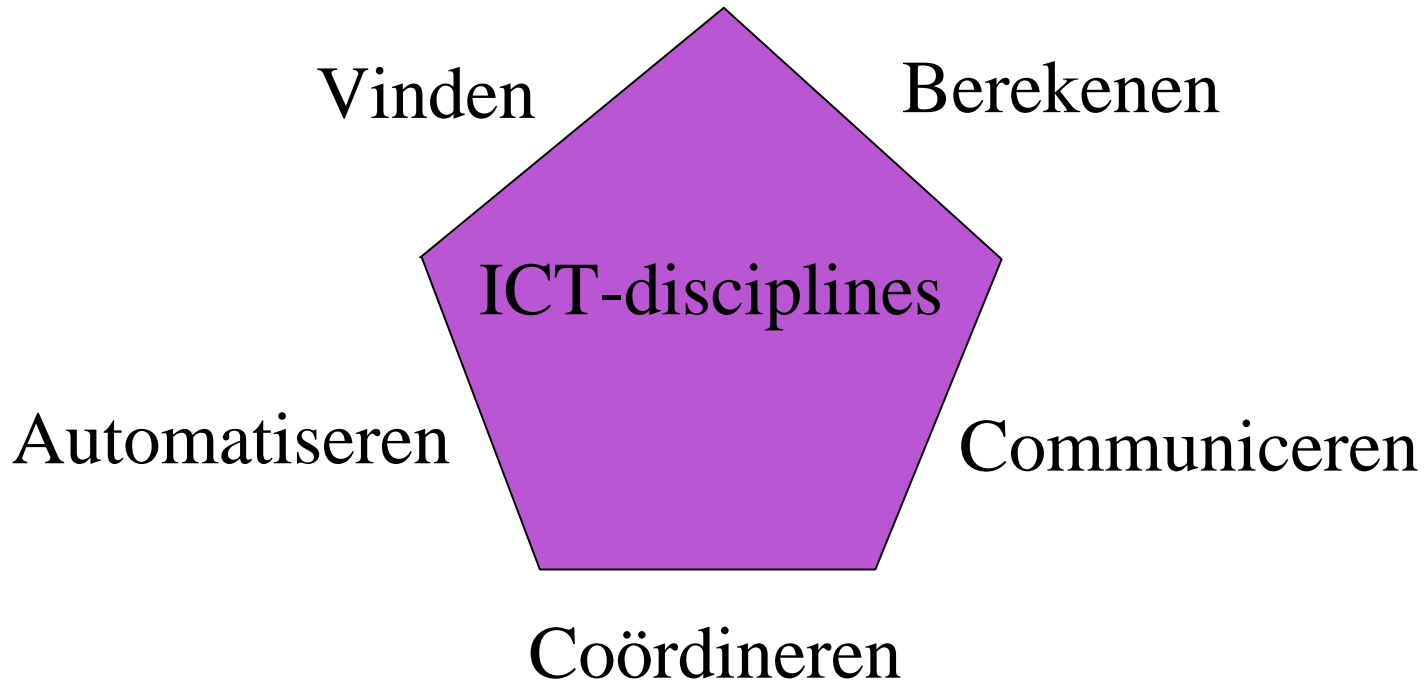 Vinden
Berekenen
ICT-disciplines
Automatiseren
Communiceren
Coördineren